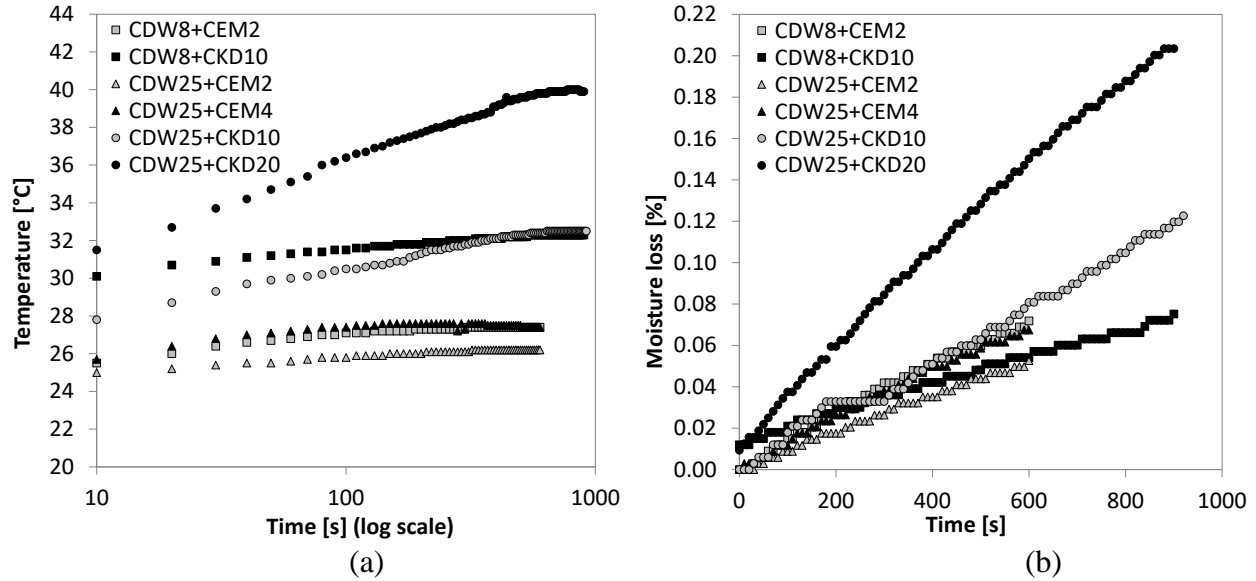 44
42
40
38
36
34
32
30
28
26
24
22
20
Temperature [°C]
CDW8+CEM2
CDW8+CKD10
CDW25+CEM2
CDW25+CEM4
CDW25+CKD10
CDW25+CKD20
10 100 1000
Time [s] (log scale)
(a)
0.22
0.20
0.18
0.16
0.14
0.12
0.10
0.08
0.06
0.04
0.02
0.00
Moisture loss [%]
CDW8+CEM2
CDW8+CKD10
CDW25+CEM2
CDW25+CEM4
CDW25+CKD10
CDW25+CKD20
0 200 400 600 800 1000
Time [s]
(b)